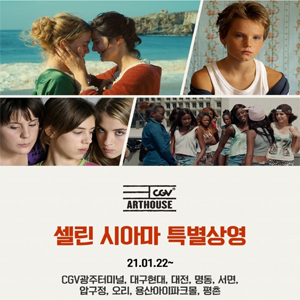 CGV
ARTHOUSE
셀린 시아마 특별상영
21.01.22~
CGV광주터미널, 대구현대, 대전, 명동, 서면,
압구정, 오리, 용산아이파크몰, 평촌